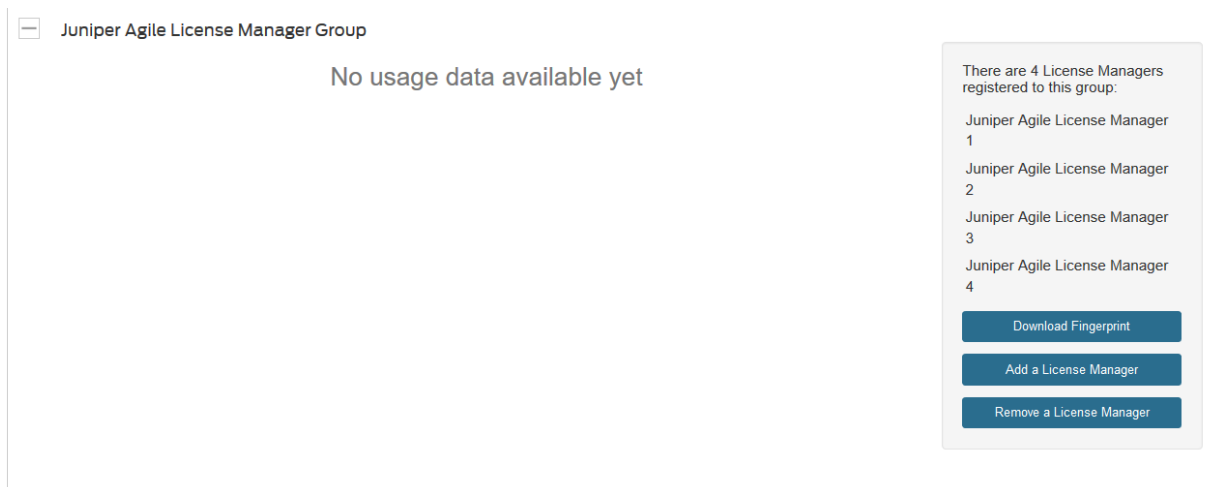 Juniper Agile License Manager Group
No usage data available yet
There are 4 License Managers
registered to this group:
Juniper Agile License Manager
1
Juniper Agile License Manager
2
Juniper Agile License Manager
3
Juniper Agile License Manager
4
Download Fingerprint
Add a License Manager
Remove a License Manager